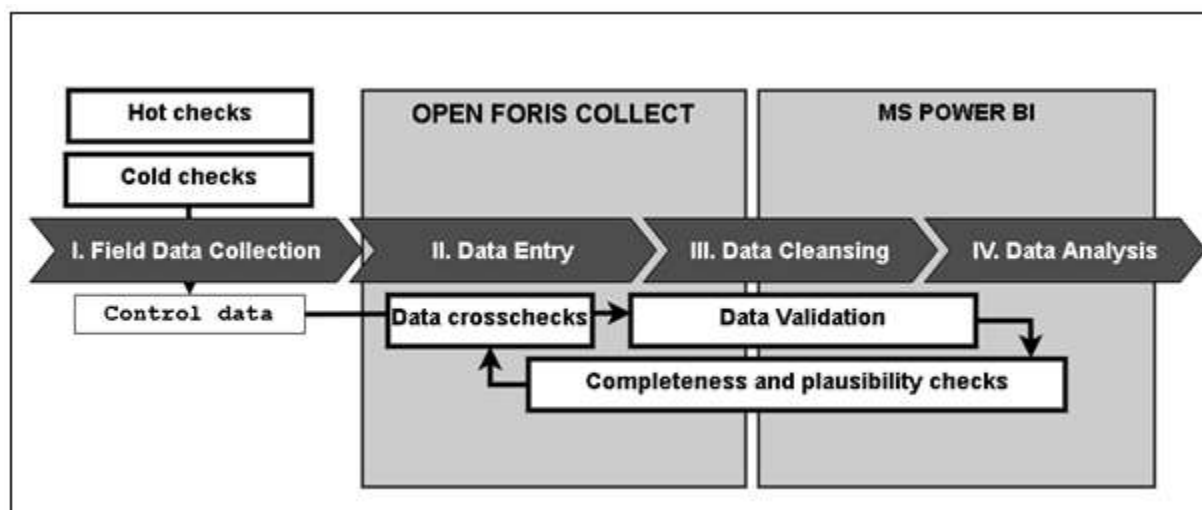 OPEN FORIS COLLECT
MS POWER BI
Hot checks
Cold checks
I. Field Data Collection
II. Data Entry
III. Data Cleansing
IV. Data Analysis
Control data
Data crosschecks
Data Validation
Completeness and plausibility checks